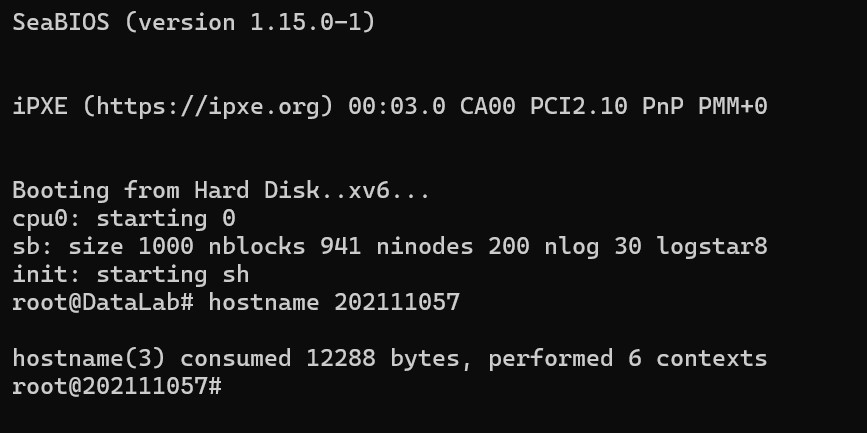 SeaBIOS (version 1.15.0-1)
iPXE (https://ipxe.org) 00:03.0 CA00 PCI2.10 PnP PMM+0
Booting from Hard Disk..xv6...
cpu0: starting 0
sb: size 1000 nblocks 941 ninodes 200 nlog 30 logstar8
init: starting sh
root@DataLab# hostname 202111057
hostname(3) consumed 12288 bytes, performed 6 contexts
root@202111057#